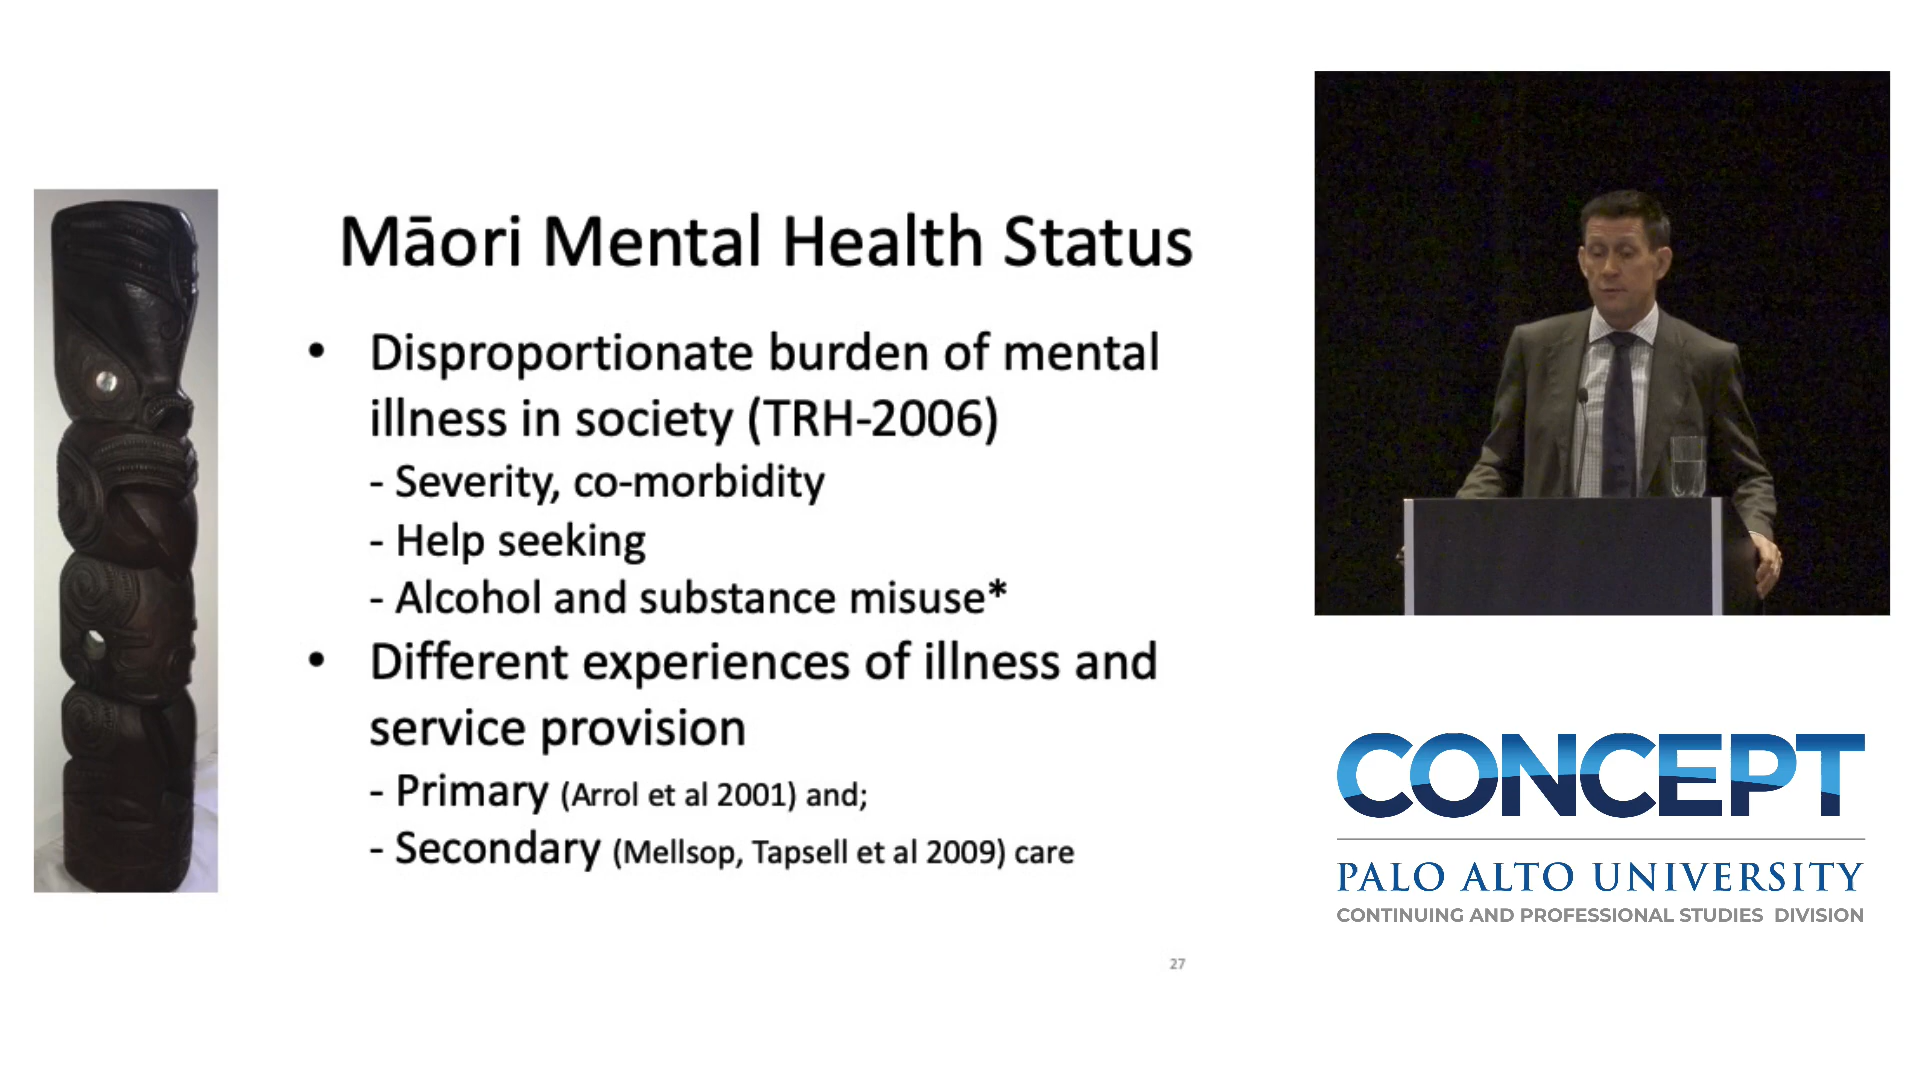 Māori Mental Health Status
• Disproportionate burden of mental
illness in society (TRH-2006)
- Severity, co-morbidity
- Help seeking
- Alcohol and substance misuse*
• Different experiences of illness and
service provision
- Primary (Arrol et al 2001) and;
- Secondary (Mellsop, Tapsell et al 2009) care
27
CONCEPT
PALO ALTO UNIVERSITY
CONTINUING AND PROFESSIONAL STUDIES DIVISION